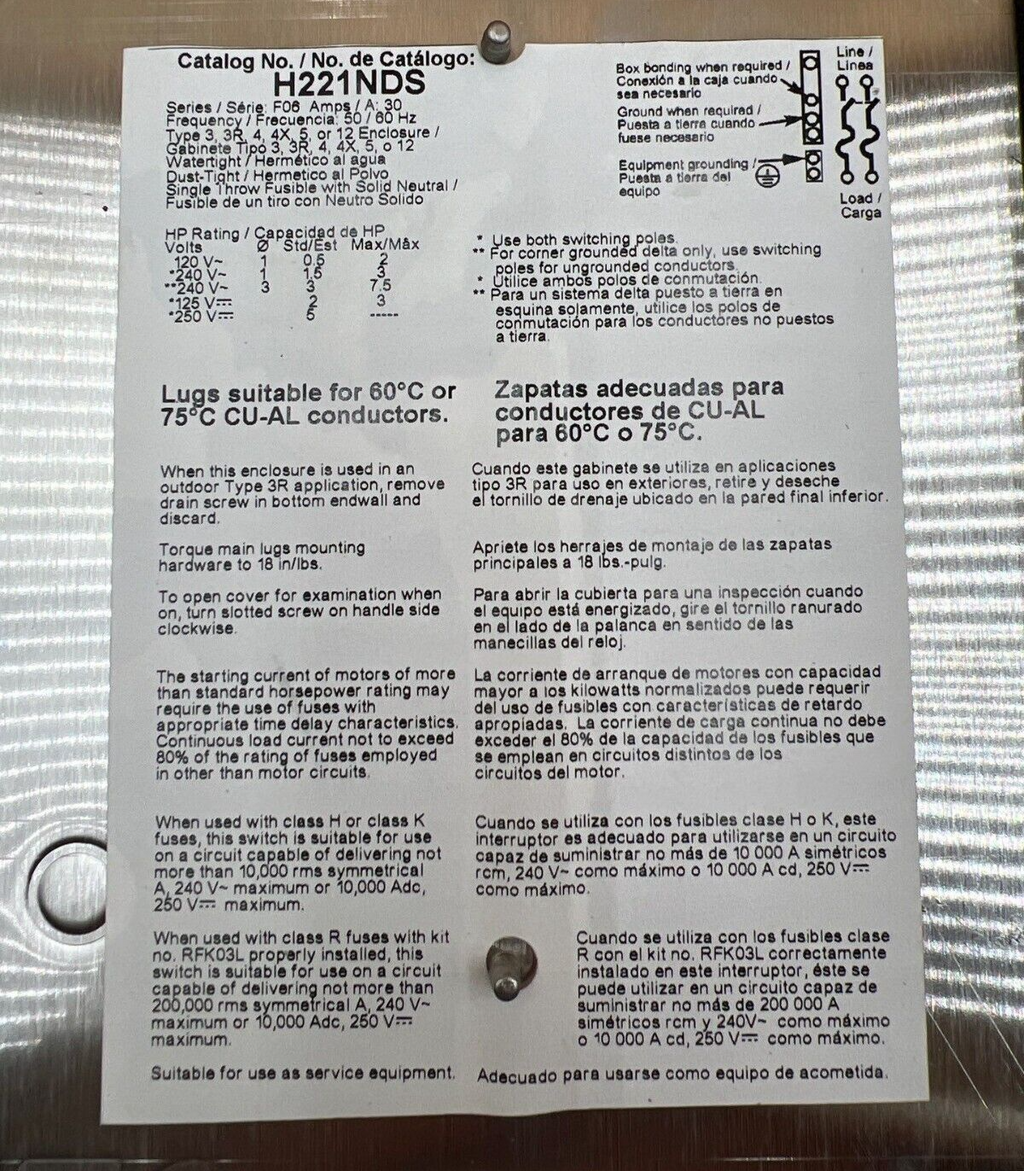 Catalog No. / No. de Catálogo:
H221NDS
Series / Série: F06 Amps / A: 30
Frequency / Frecuencia: 50 / 60 Hz
Type 3, 3R, 4, 4X, 5, or 12 Enclosure /
Gabinete Tipo 3, 3R, 4, 4X, 5, o 12
Watertight / Hermético al agua
Dust-Tight / Hermetico al Polvo
Single Throw Fusible with Solid Neutral /
Fusible de un tiro con Neutro Solido
Box bonding when required /
Conexión a la caja cuando
sea necesario
Ground when required /
Puesta a tierra cuando
fuese necesario
Equipment grounding /
Puesta a tierra del
equipo
Line /
Linea
Load /
Carga
HP Rating / Capacidad de HP
Volts Ø Std/Est Max/Máx
120 V~ 1 0.5 2
*240 V~ 1 1.5 3
**240 V~ 3 3 7.5
*125 V⎓ 2 3
*250 V⎓ 5 -----
* Use both switching poles.
** For corner grounded delta only, use switching
poles for ungrounded conductors.
* Utilice ambos polos de conmutación.
** Para un sistema delta puesto a tierra en
esquina solamente, utilice los polos de
conmutación para los conductores no puestos
a tierra.
Lugs suitable for 60°C or
75°C CU-AL conductors.
Zapatas adecuadas para
conductores de CU-AL
para 60°C o 75°C.
When this enclosure is used in an
outdoor Type 3R application, remove
drain screw in bottom endwall and
discard.
Cuando este gabinete se utiliza en aplicaciones
tipo 3R para uso en exteriores, retire y deseche
el tornillo de drenaje ubicado en la pared final inferior.
Torque main lugs mounting
hardware to 18 in/lbs.
Apriete los herrajes de montaje de las zapatas
principales a 18 lbs.-pulg.
To open cover for examination when
on, turn slotted screw on handle side
clockwise.
Para abrir la cubierta para una inspección cuando
el equipo está energizado, gire el tornillo ranurado
en el lado de la palanca en sentido de las
manecillas del reloj.
The starting current of motors of more
than standard horsepower rating may
require the use of fuses with
appropriate time delay characteristics.
Continuous load current not to exceed
80% of the rating of fuses employed
in other than motor circuits.
La corriente de arranque de motores con capacidad
mayor a los kilowatts normalizados puede requerir
del uso de fusibles con características de retardo
apropiadas. La corriente de carga continua no debe
exceder el 80% de la capacidad de los fusibles que
se emplean en circuitos distintos de los
circuitos del motor.
When used with class H or class K
fuses, this switch is suitable for use
on a circuit capable of delivering not
more than 10,000 rms symmetrical
A, 240 V~ maximum or 10,000 Adc,
250 V⎓ maximum.
Cuando se utiliza con los fusibles clase H o K, este
interruptor es adecuado para utilizarse en un circuito
capaz de suministrar no más de 10 000 A simétricos
rcm, 240 V~ como máximo o 10 000 A cd, 250 V⎓
como máximo.
When used with class R fuses with kit
no. RFK03L properly installed, this
switch is suitable for use on a circuit
capable of delivering not more than
200,000 rms symmetrical A, 240 V~
maximum or 10,000 Adc, 250 V⎓
maximum.
Cuando se utiliza con los fusibles clase
R con el kit no. RFK03L correctamente
instalado en este interruptor, éste se
puede utilizar en un circuito capaz de
suministrar no más de 200 000 A
simétricos rcm y 240V~ como máximo
o 10 000 A cd, 250 V⎓ como máximo.
Suitable for use as service equipment.
Adecuado para usarse como equipo de acometida.